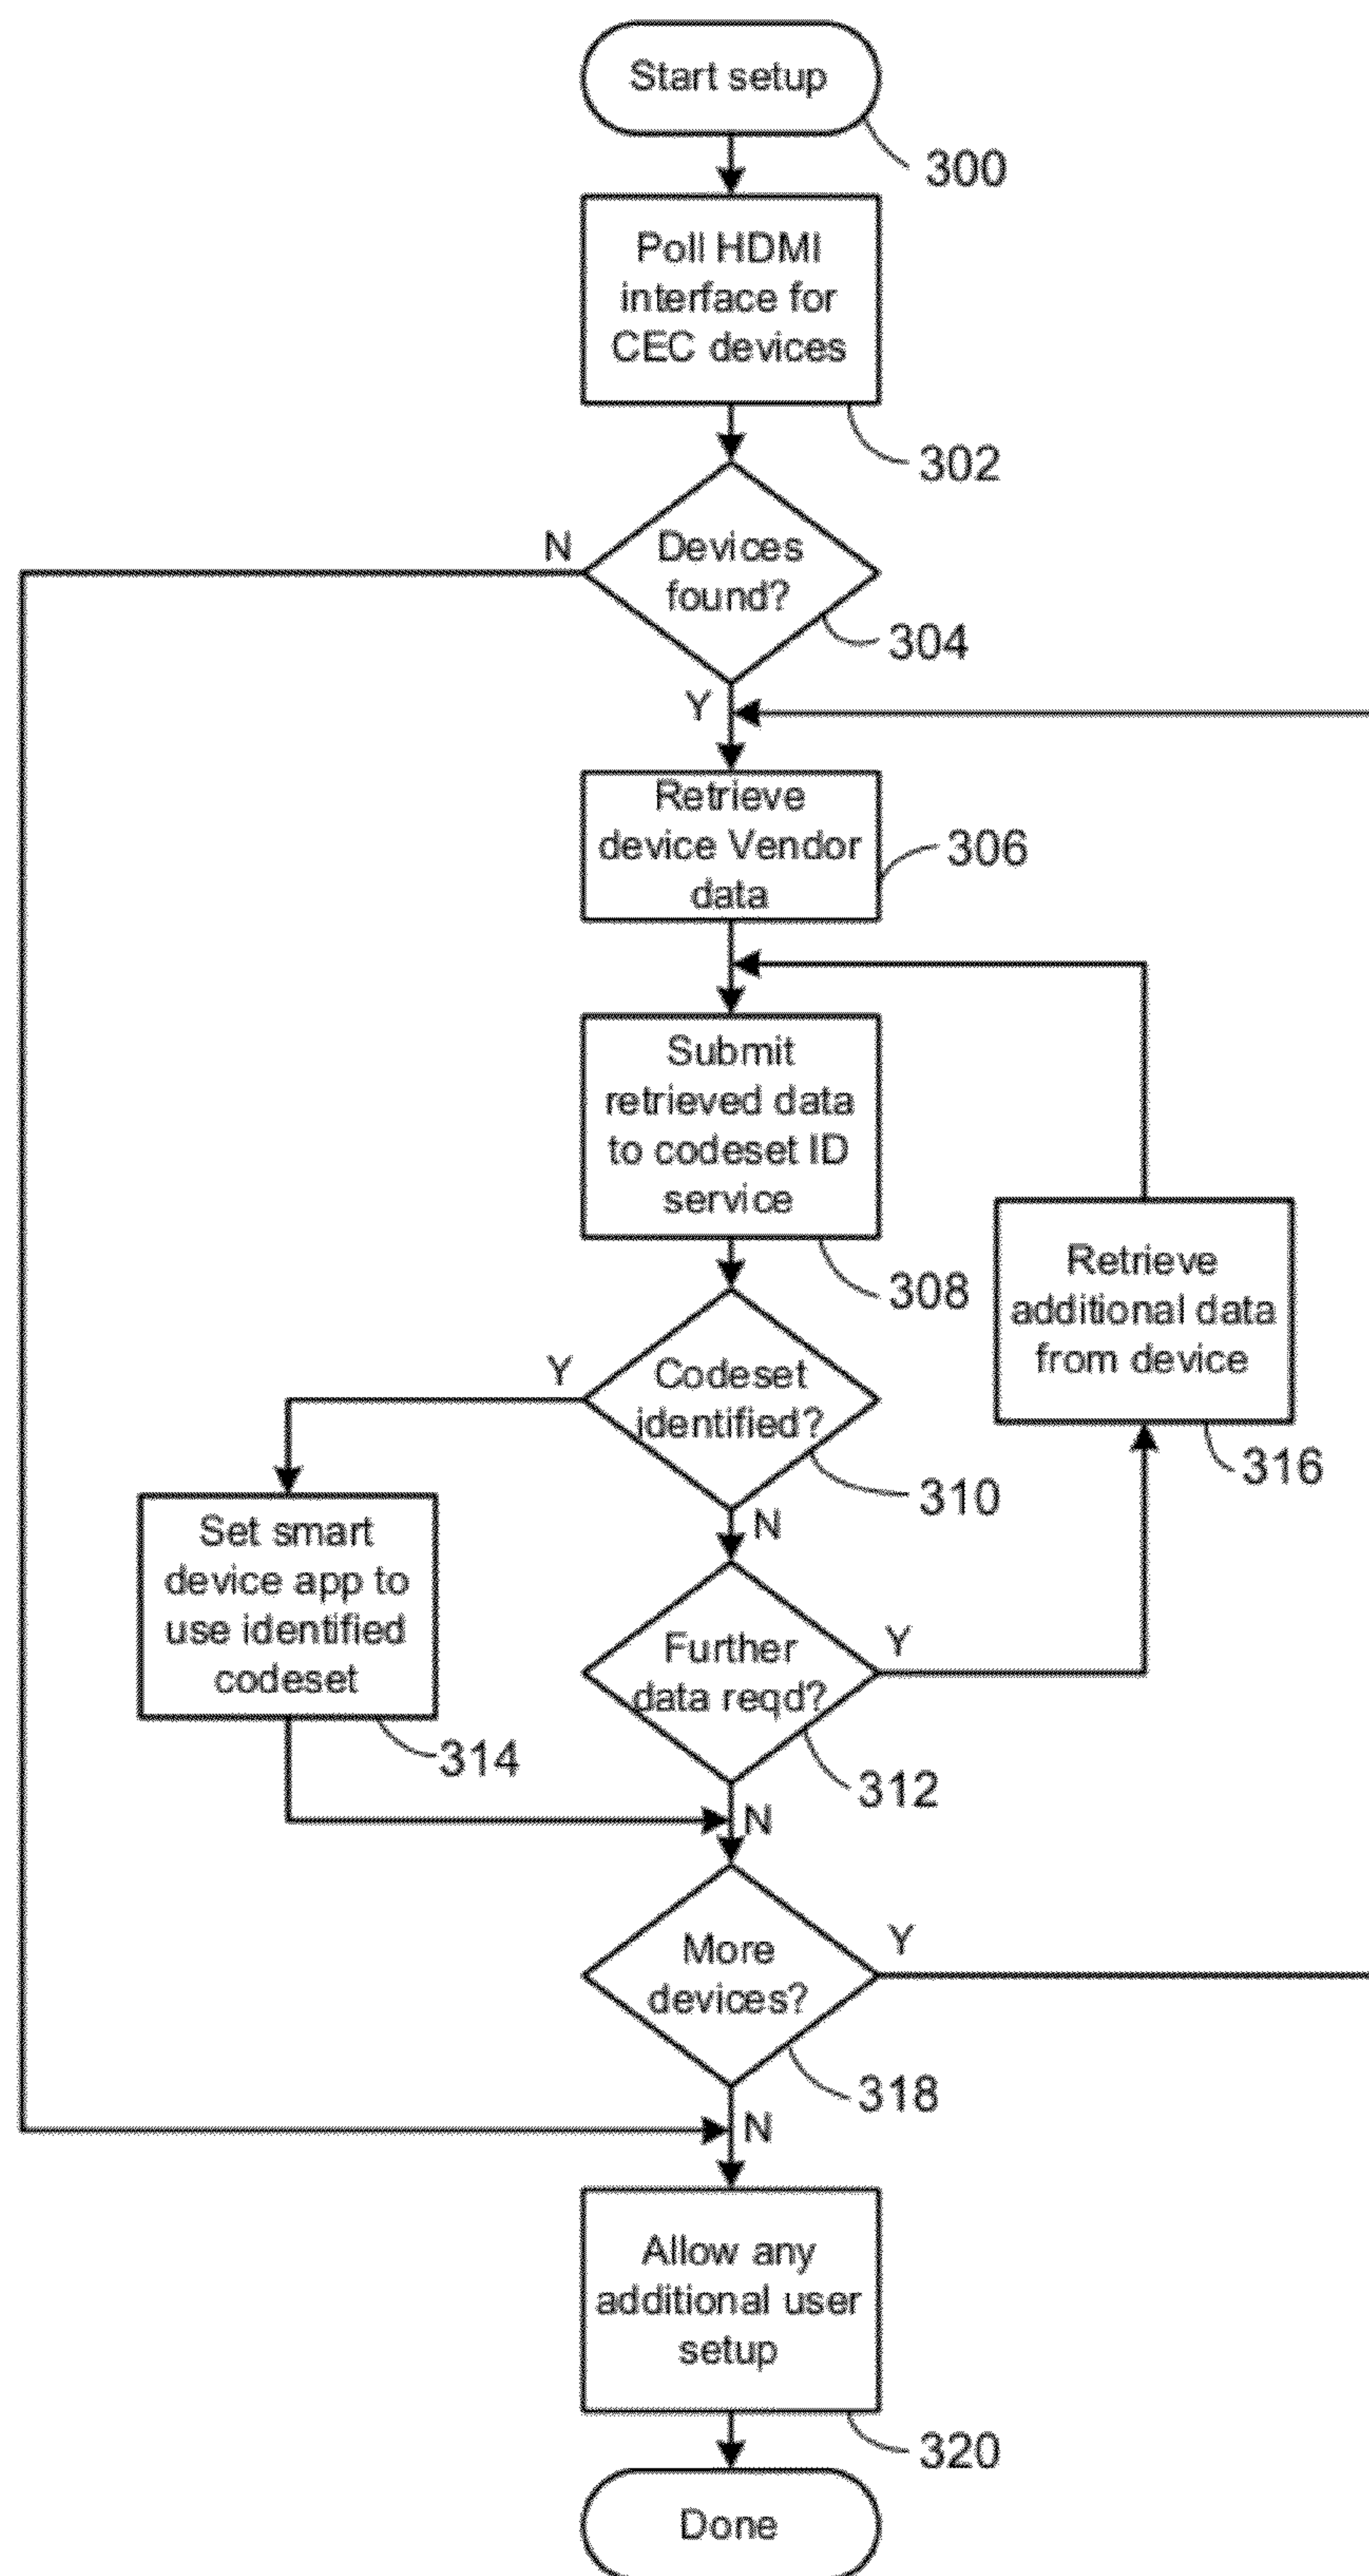 Start setup
300
Poll HDMI
interface for
CEC devices
302
N
Devices
found?
304
Y
Retrieve
device Vendor
data
306
Submit
retrieved data
to codeset ID
service
308
Retrieve
additional data
from device
316
Y
Codeset
identified?
310
N
Set smart
device app to
use identified
codeset
314
Further
data reqd?
Y
312
N
More
devices?
Y
318
N
Allow any
additional user
setup
320
Done